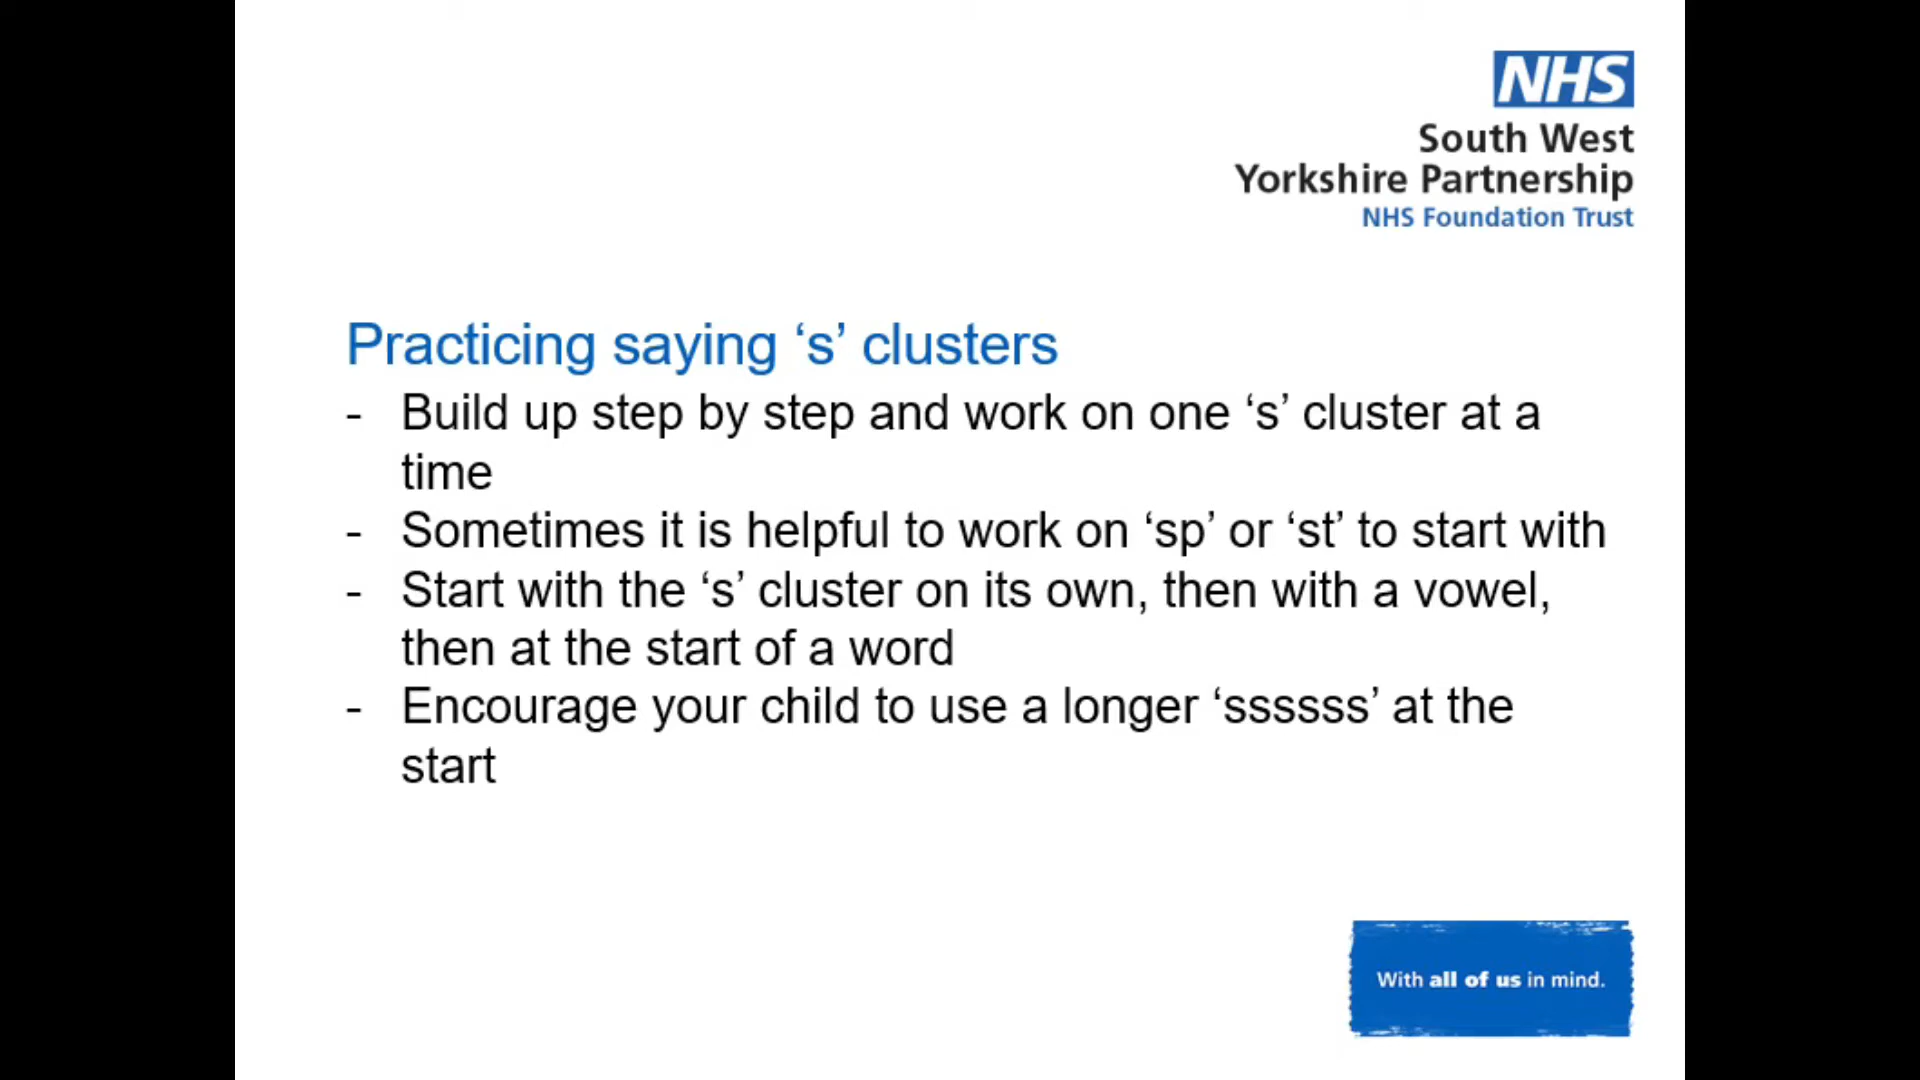 NHS
South West
Yorkshire Partnership
NHS Foundation Trust
Practicing saying ‘s’ clusters
- Build up step by step and work on one ‘s’ cluster at a
time
- Sometimes it is helpful to work on ‘sp’ or ‘st’ to start with
- Start with the ‘s’ cluster on its own, then with a vowel,
then at the start of a word
- Encourage your child to use a longer ‘ssssss’ at the
start
With all of us in mind.